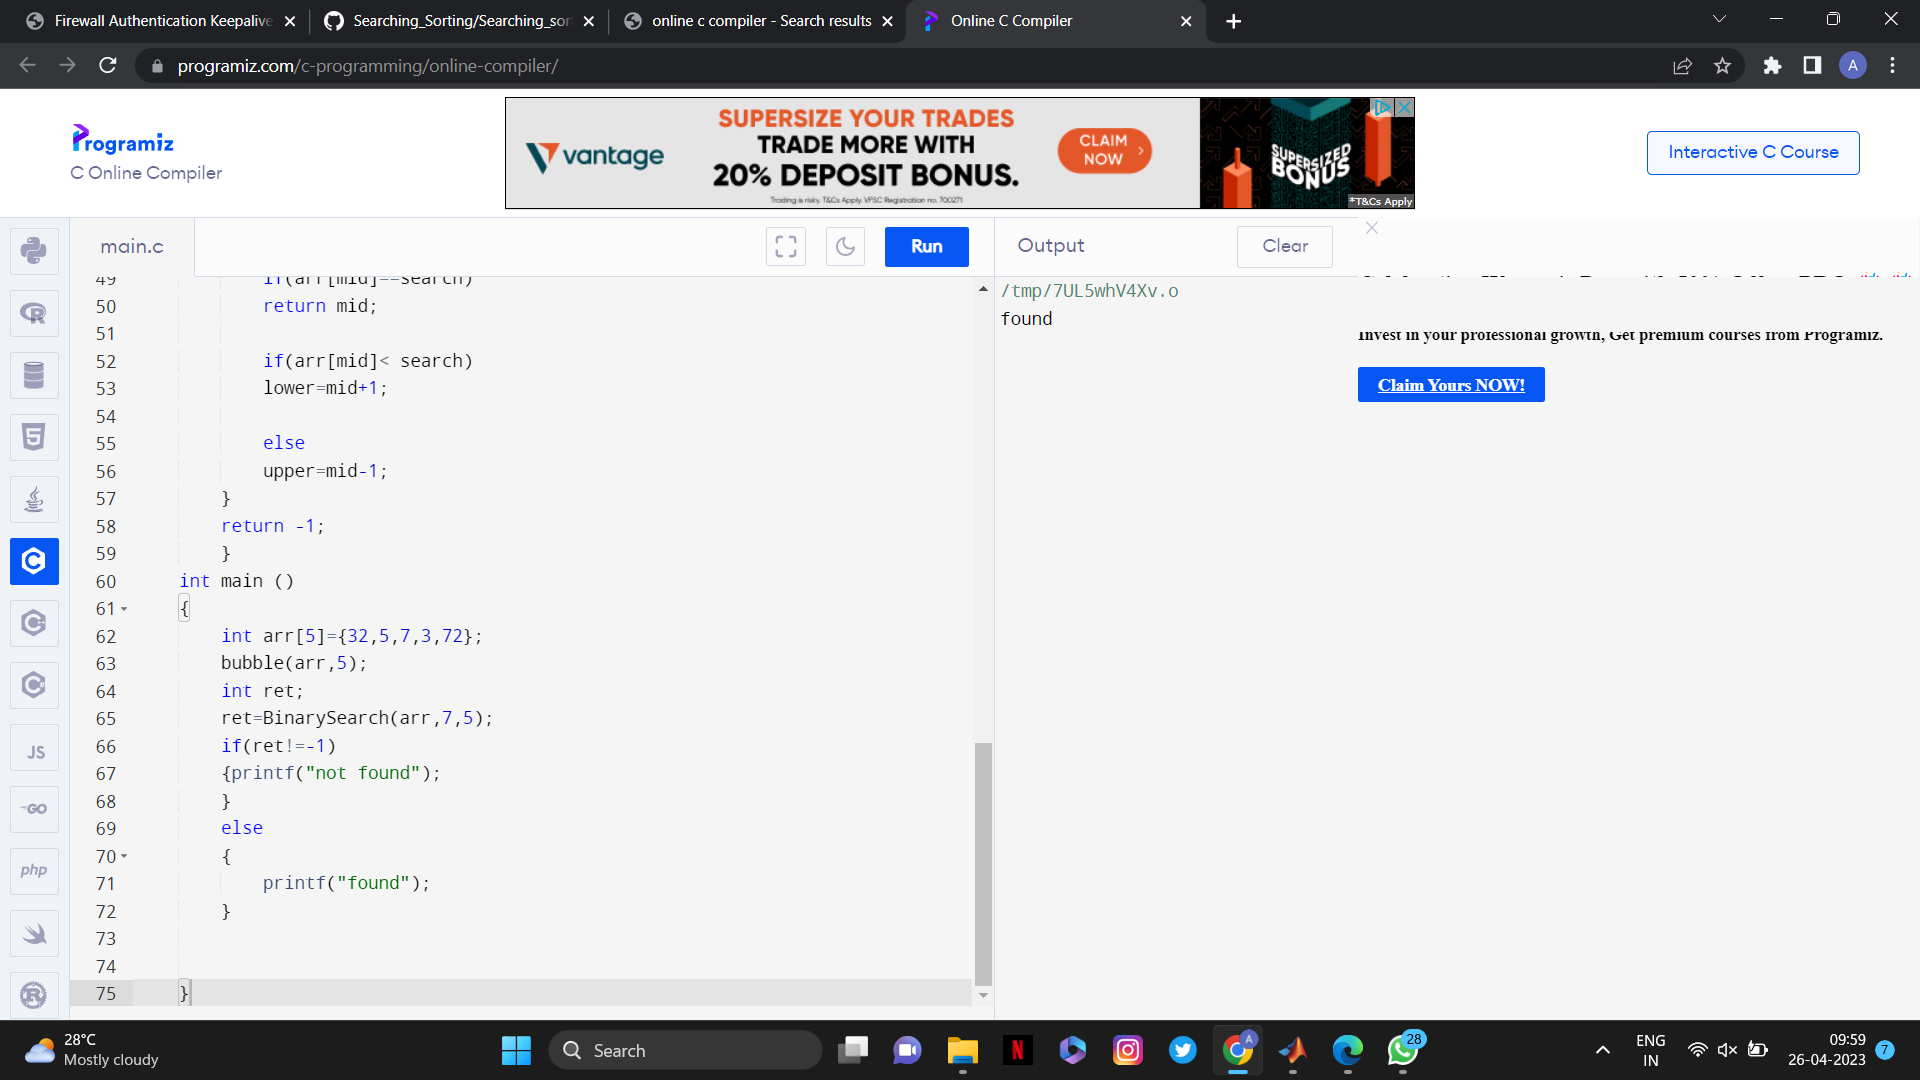 Firewall Authentication Keepalive
Searching_Sorting/Searching_sor
online c compiler - Search results
Online C Compiler
programiz.com/c-programming/online-compiler/
A
Programiz
C Online Compiler
vantage
SUPERSIZE YOUR TRADES
TRADE MORE WITH
20% DEPOSIT BONUS.
Trading is risky. T&Cs Apply. VFSC Registration no. 700271
CLAIM
NOW
SUPERSIZED
BONUS
*T&Cs Apply
Interactive C Course
main.c
Run
Output
Clear
49 if(arr[mid]==search)
50 return mid;
51
52 if(arr[mid]< search)
53 lower=mid+1;
54
55 else
56 upper=mid-1;
57 }
58 return -1;
59 }
60 int main ()
61 {
62 int arr[5]={32,5,7,3,72};
63 bubble(arr,5);
64 int ret;
65 ret=BinarySearch(arr,7,5);
66 if(ret!=-1)
67 {printf("not found");
68 }
69 else
70 {
71 printf("found");
72 }
73
74
75 }
/tmp/7UL5whV4Xv.o
found
Invest in your professional growth, Get premium courses from Programiz.
Claim Yours NOW!
JS
GO
php
28°C
Mostly cloudy
Search
28
ENG
IN
09:59
26-04-2023
7